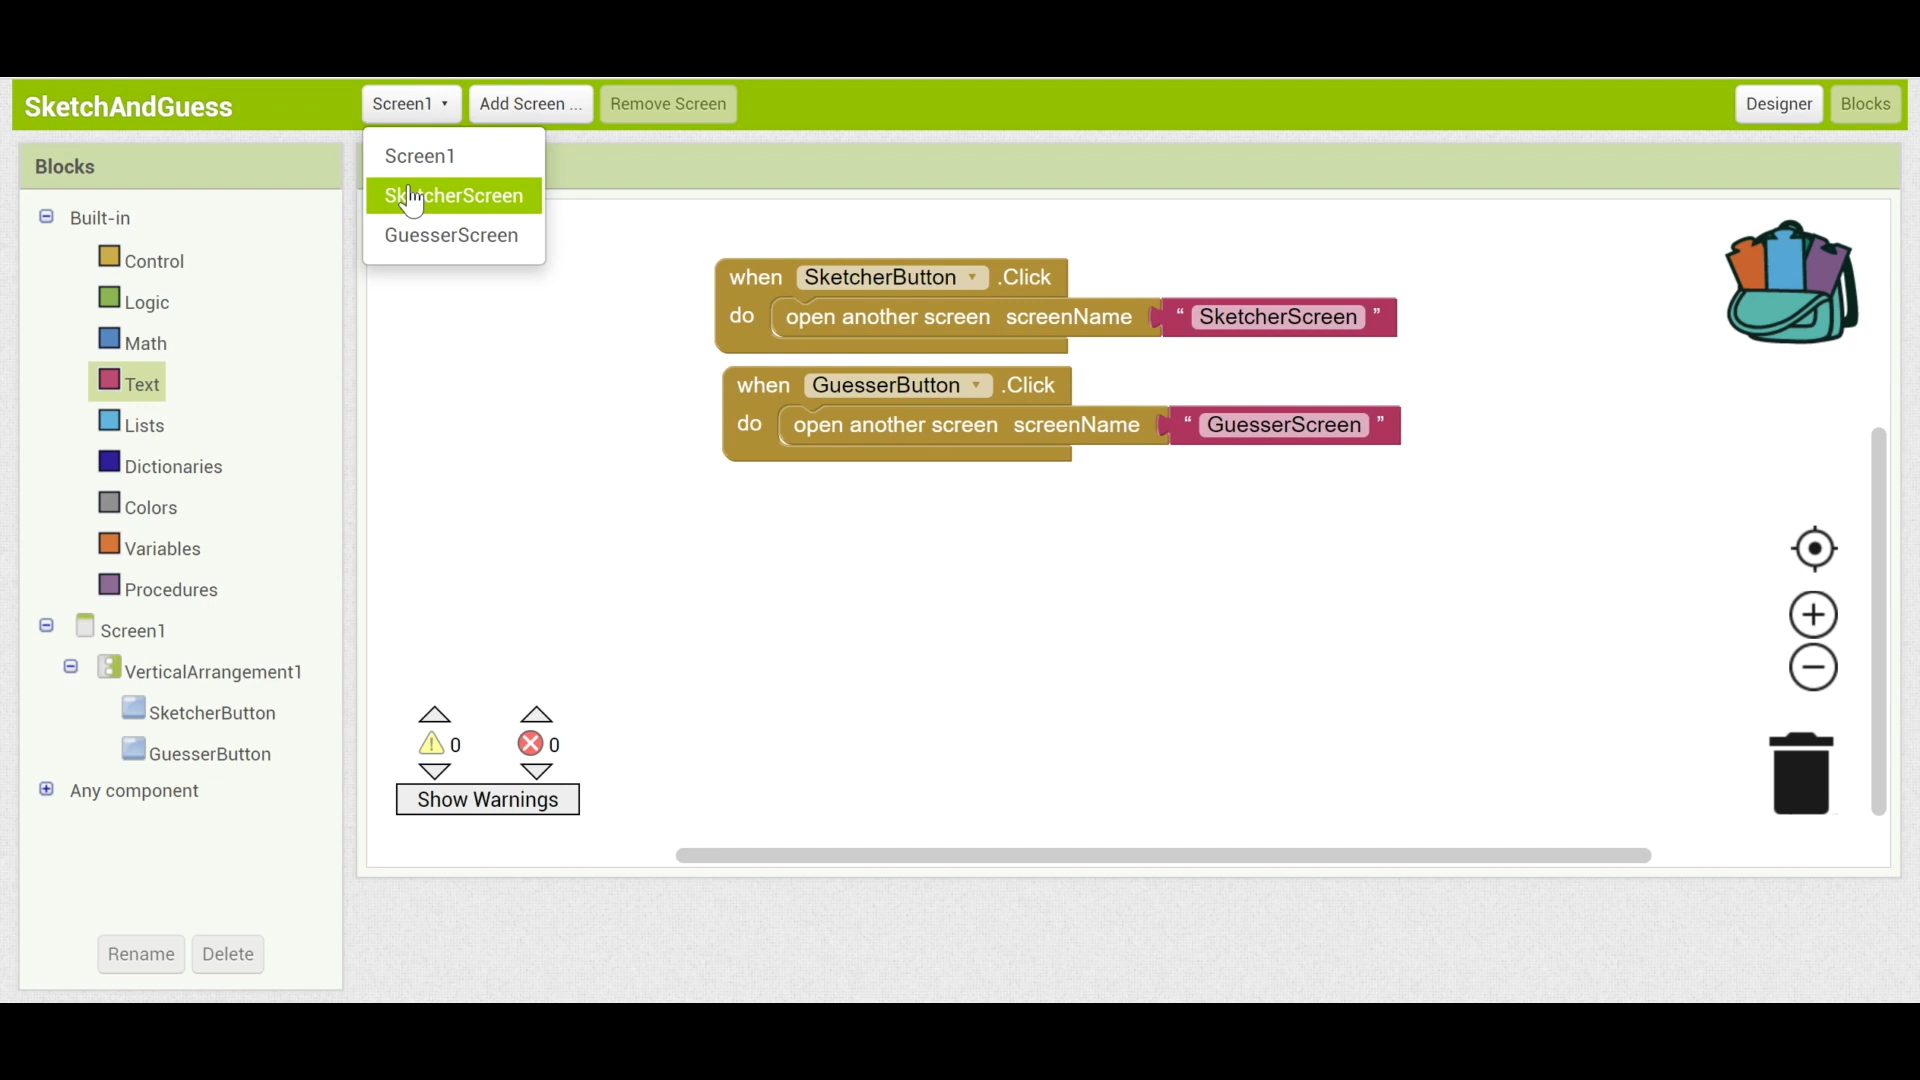 SketchAndGuess
Screen1 ▾
Add Screen ...
Remove Screen
Designer
Blocks
Screen1
SketcherScreen
GuesserScreen
Blocks
Built-in
Control
Logic
Math
Text
Lists
Dictionaries
Colors
Variables
Procedures
Screen1
VerticalArrangement1
SketcherButton
GuesserButton
Any component
Rename
Delete
when SketcherButton ▾ .Click
do open another screen screenName “ SketcherScreen ”
when GuesserButton ▾ .Click
do open another screen screenName “ GuesserScreen ”
0
0
Show Warnings